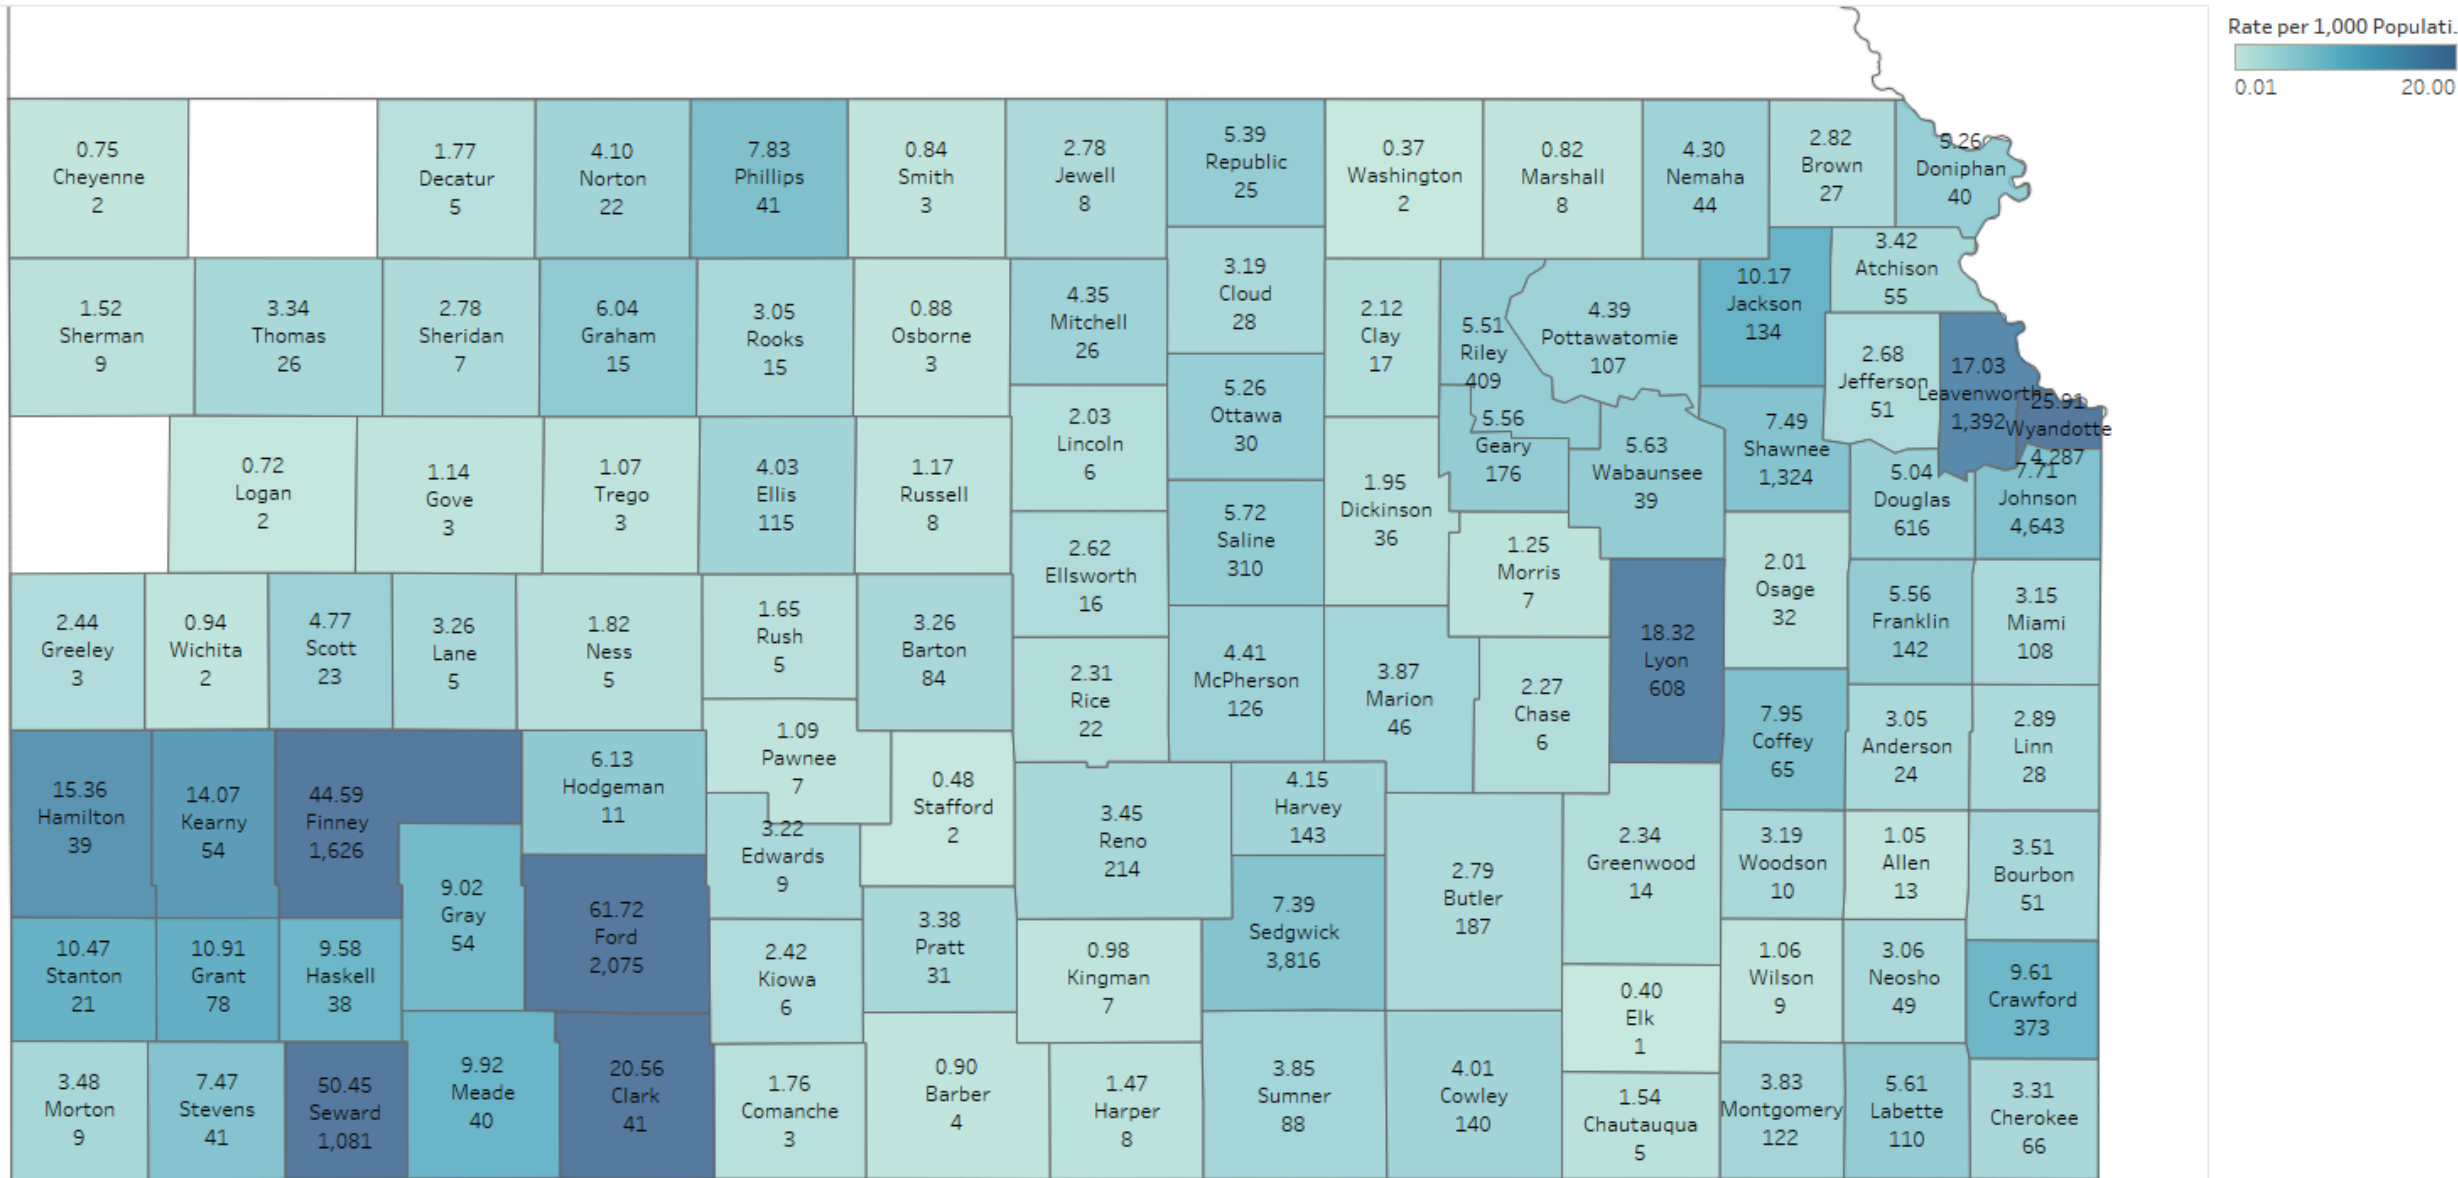 Rate per 1,000 Populati.
0.01
20.00
0.75
Cheyenne
2
1.77
Decatur
5
4.10
Norton
22
7.83
Phillips
41
0.84
Smith
3
2.78
Jewell
8
5.39
Republic
25
0.37
Washington
2
0.82
Marshall
8
4.30
Nemaha
44
2.82
Brown
27
5.26
Doniphan
40
1.52
Sherman
9
3.34
Thomas
26
2.78
Sheridan
7
6.04
Graham
15
3.05
Rooks
15
0.88
Osborne
3
4.35
Mitchell
26
3.19
Cloud
28
2.12
Clay
17
5.51
Riley
409
4.39
Pottawatomie
107
10.17
Jackson
134
3.42
Atchison
55
2.68
Jefferson
51
17.03
Leavenworth
1,392
25.91
Wyandotte
4,287
0.72
Logan
2
1.14
Gove
3
1.07
Trego
3
4.03
Ellis
115
1.17
Russell
8
2.03
Lincoln
6
5.26
Ottawa
30
5.72
Saline
310
1.95
Dickinson
36
5.56
Geary
176
5.63
Wabaunsee
39
7.49
Shawnee
1,324
5.04
Douglas
616
7.71
Johnson
4,643
2.62
Ellsworth
16
1.25
Morris
7
2.01
Osage
32
5.56
Franklin
142
3.15
Miami
108
2.44
Greeley
3
0.94
Wichita
2
4.77
Scott
23
3.26
Lane
5
1.82
Ness
5
1.65
Rush
5
3.26
Barton
84
2.31
Rice
22
4.41
McPherson
126
3.87
Marion
46
2.27
Chase
6
18.32
Lyon
608
7.95
Coffey
65
3.05
Anderson
24
2.89
Linn
28
15.36
Hamilton
39
14.07
Kearny
54
44.59
Finney
1,626
6.13
Hodgeman
11
1.09
Pawnee
7
0.48
Stafford
2
3.22
Edwards
9
3.45
Reno
214
4.15
Harvey
143
2.79
Butler
187
2.34
Greenwood
14
3.19
Woodson
10
1.05
Allen
13
3.51
Bourbon
51
9.02
Gray
54
61.72
Ford
2,075
10.47
Stanton
21
10.91
Grant
78
9.58
Haskell
38
2.42
Kiowa
6
3.38
Pratt
31
0.98
Kingman
7
7.39
Sedgwick
3,816
0.40
Elk
1
1.06
Wilson
9
3.06
Neosho
49
9.61
Crawford
373
3.48
Morton
9
7.47
Stevens
41
50.45
Seward
1,081
9.92
Meade
40
20.56
Clark
41
1.76
Comanche
3
0.90
Barber
4
1.47
Harper
8
3.85
Sumner
88
4.01
Cowley
140
1.54
Chautauqua
5
3.83
Montgomery
122
5.61
Labette
110
3.31
Cherokee
66